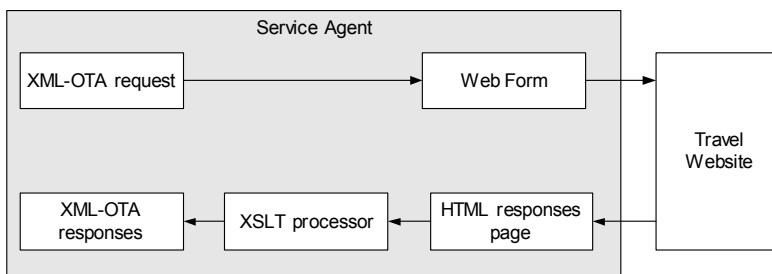 Service Agent
XML-OTA request
Web Form
Travel
Website
XML-OTA
responses
XSLT processor
HTML responses
page